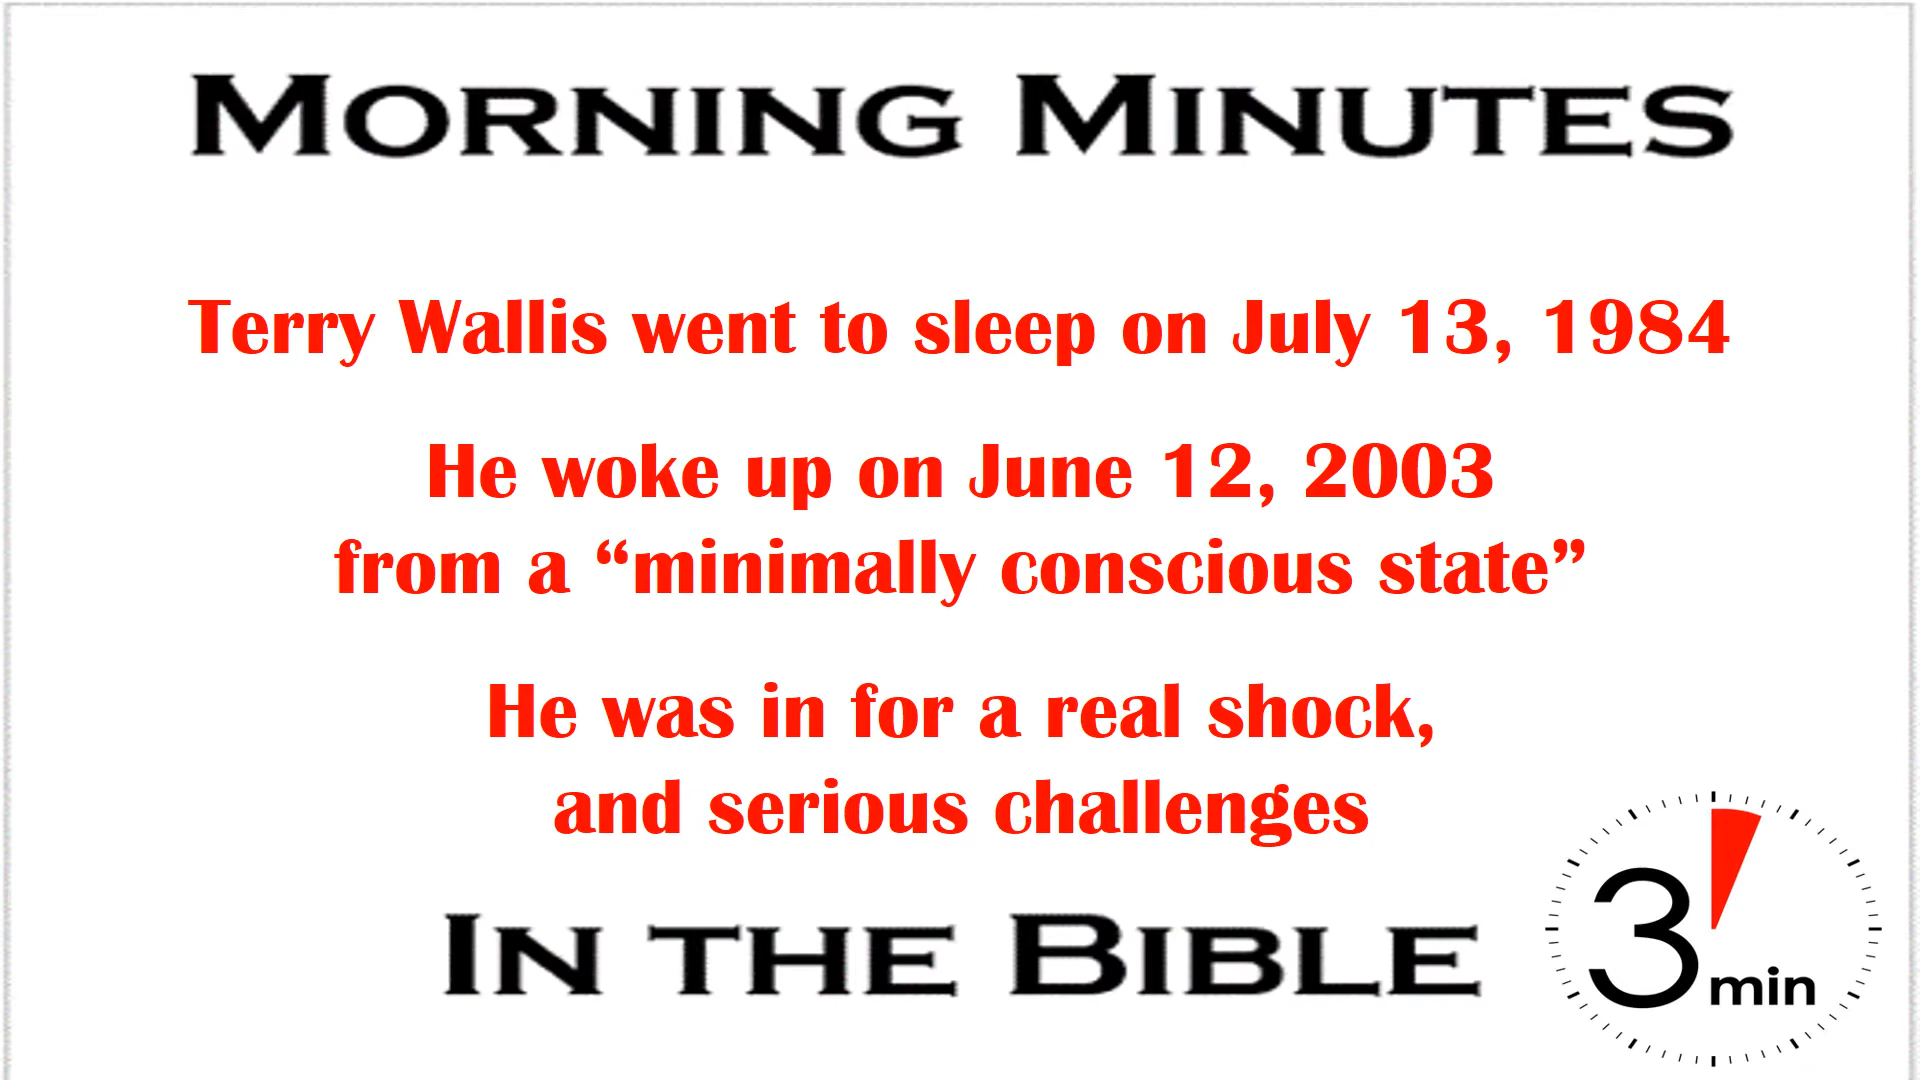 MORNING MINUTES
Terry Wallis went to sleep on July 13, 1984
He woke up on June 12, 2003
from a “minimally conscious state”
He was in for a real shock,
and serious challenges
IN THE BIBLE
3 min